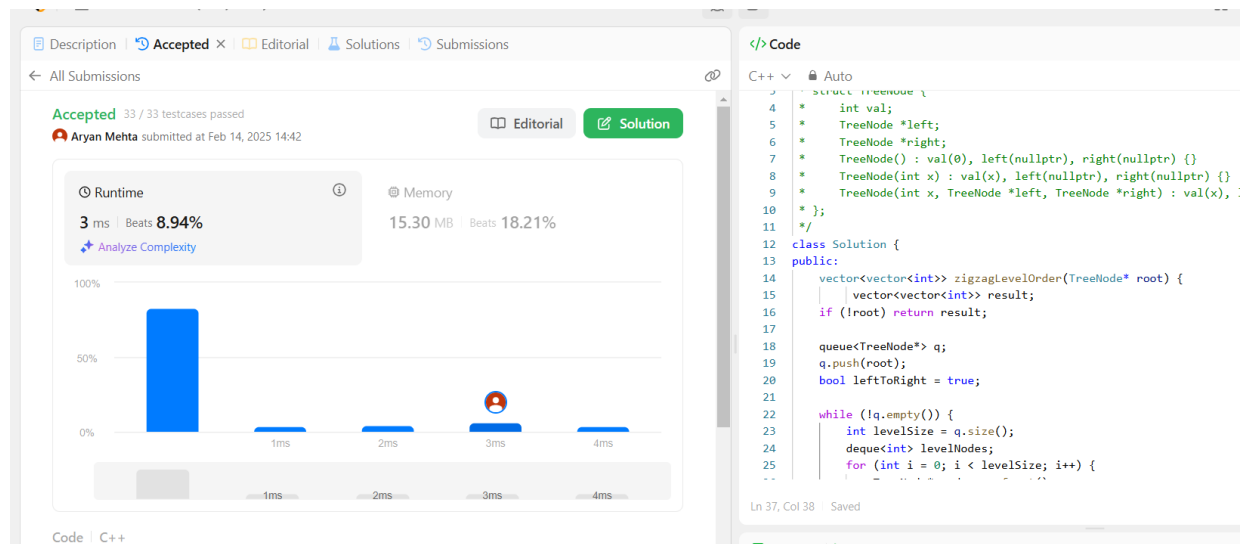 Description
Accepted ×
Editorial
Solutions
Submissions
All Submissions
Accepted 33 / 33 testcases passed
Aryan Mehta submitted at Feb 14, 2025 14:42
Editorial
Solution
Runtime
3 ms Beats 8.94%
Analyze Complexity
Memory
15.30 MB Beats 18.21%
100%
50%
0%
1ms 2ms 3ms 4ms
1ms 2ms 3ms 4ms
Code C++
</> Code
C++ Auto
3 * struct TreeNode {
4 *     int val;
5 *     TreeNode *left;
6 *     TreeNode *right;
7 *     TreeNode() : val(0), left(nullptr), right(nullptr) {}
8 *     TreeNode(int x) : val(x), left(nullptr), right(nullptr) {}
9 *     TreeNode(int x, TreeNode *left, TreeNode *right) : val(x),
10 * };
11 */
12 class Solution {
13 public:
14     vector<vector<int>> zigzagLevelOrder(TreeNode* root) {
15          vector<vector<int>> result;
16     if (!root) return result;
17
18     queue<TreeNode*> q;
19     q.push(root);
20     bool leftToRight = true;
21
22     while (!q.empty()) {
23         int levelSize = q.size();
24         deque<int> levelNodes;
25         for (int i = 0; i < levelSize; i++) {
Ln 37, Col 38 Saved